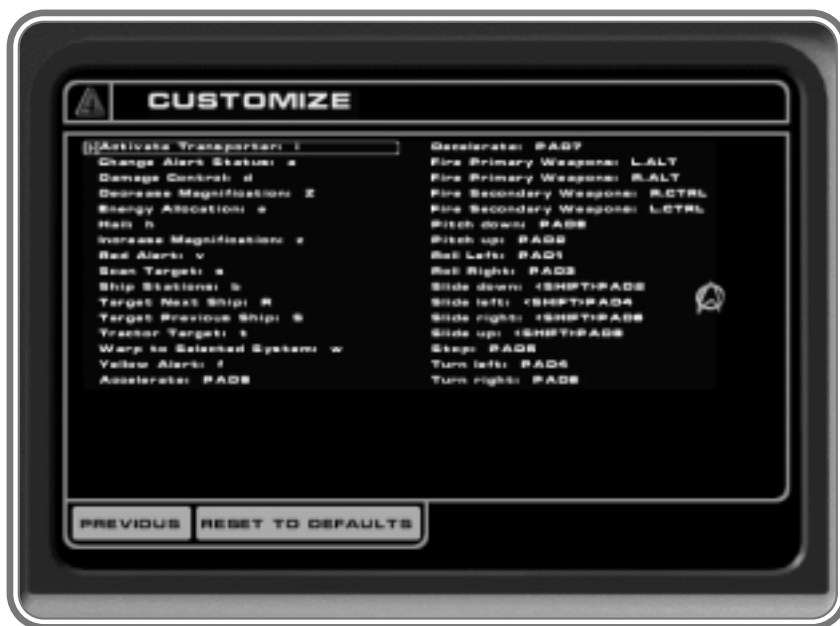 CUSTOMIZE
Activate Transporter: i
Change Alert Status: a
Damage Control: d
Decrease Magnification: Z
Energy Allocation: e
Hail: h
Increase Magnification: z
Red Alert: v
Scan Target: s
Ship Stations: b
Target Next Ship:
Target Previous Ship:
Tractor Target: t
Warp to Selected System: w
Yellow Alert: f
Accelerate: PAD9
Decelerate: PAD7
Fire Primary Weapons: L.ALT
Fire Primary Weapons: R.ALT
Fire Secondary Weapons: R.CTRL
Fire Secondary Weapons: L.CTRL
Pitch down: PAD8
Pitch up: PAD2
Roll Left: PAD1
Roll Right: PAD3
Slide down: <SHIFT>PAD2
Slide left: <SHIFT>PAD4
Slide right: <SHIFT>PAD6
Slide up: <SHIFT>PAD8
Stop: PAD5
Turn left: PAD4
Turn right: PAD6
PREVIOUS
RESET TO DEFAULTS